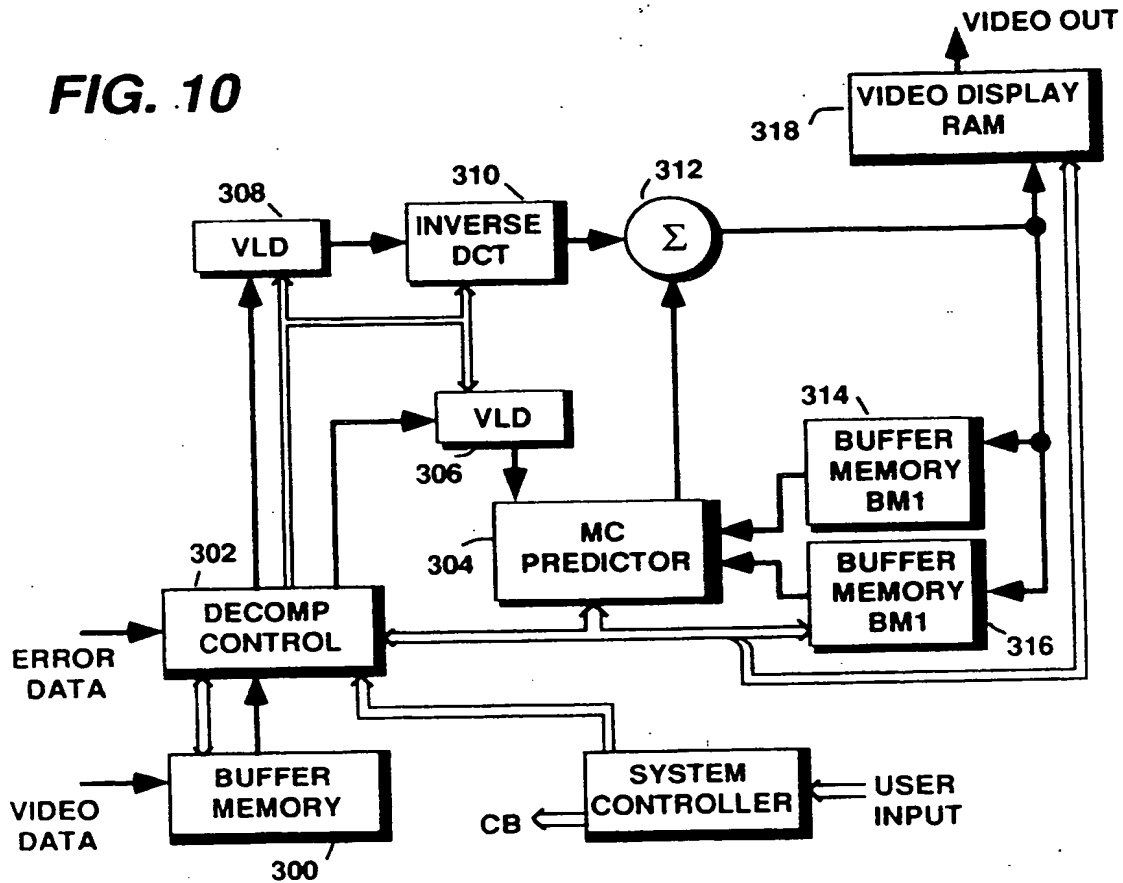 FIG. 10
VIDEO OUT
VIDEO DISPLAY
RAM
318
312
Σ
310
INVERSE
DCT
308
VLD
VLD
306
314
BUFFER
MEMORY
BM1
MC
PREDICTOR
304
BUFFER
MEMORY
BM1
316
302
DECOMP
CONTROL
ERROR
DATA
BUFFER
MEMORY
300
VIDEO
DATA
SYSTEM
CONTROLLER
CB
USER
INPUT